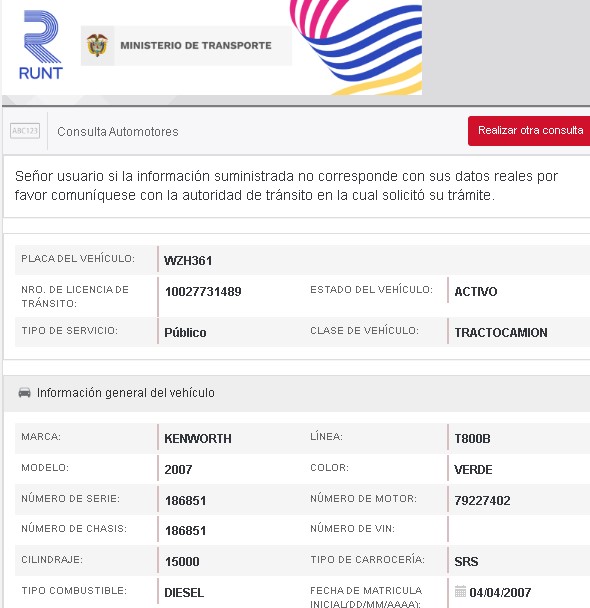 RUNT
MINISTERIO DE TRANSPORTE
ABC123
Consulta Automotores
Realizar otra consulta
Señor usuario si la información suministrada no corresponde con sus datos reales por
favor comuníquese con la autoridad de tránsito en la cual solicitó su trámite.
PLACA DEL VEHÍCULO: WZH361
NRO. DE LICENCIA DE
TRÁNSITO: 10027731489 ESTADO DEL VEHÍCULO: ACTIVO
TIPO DE SERVICIO: Público CLASE DE VEHÍCULO: TRACTOCAMION
Información general del vehículo
MARCA: KENWORTH LÍNEA: T800B
MODELO: 2007 COLOR: VERDE
NÚMERO DE SERIE: 186851 NÚMERO DE MOTOR: 79227402
NÚMERO DE CHASIS: 186851 NÚMERO DE VIN:
CILINDRAJE: 15000 TIPO DE CARROCERÍA: SRS
TIPO COMBUSTIBLE: DIESEL FECHA DE MATRICULA 04/04/2007
INICIAL(DD/MM/AAAA):